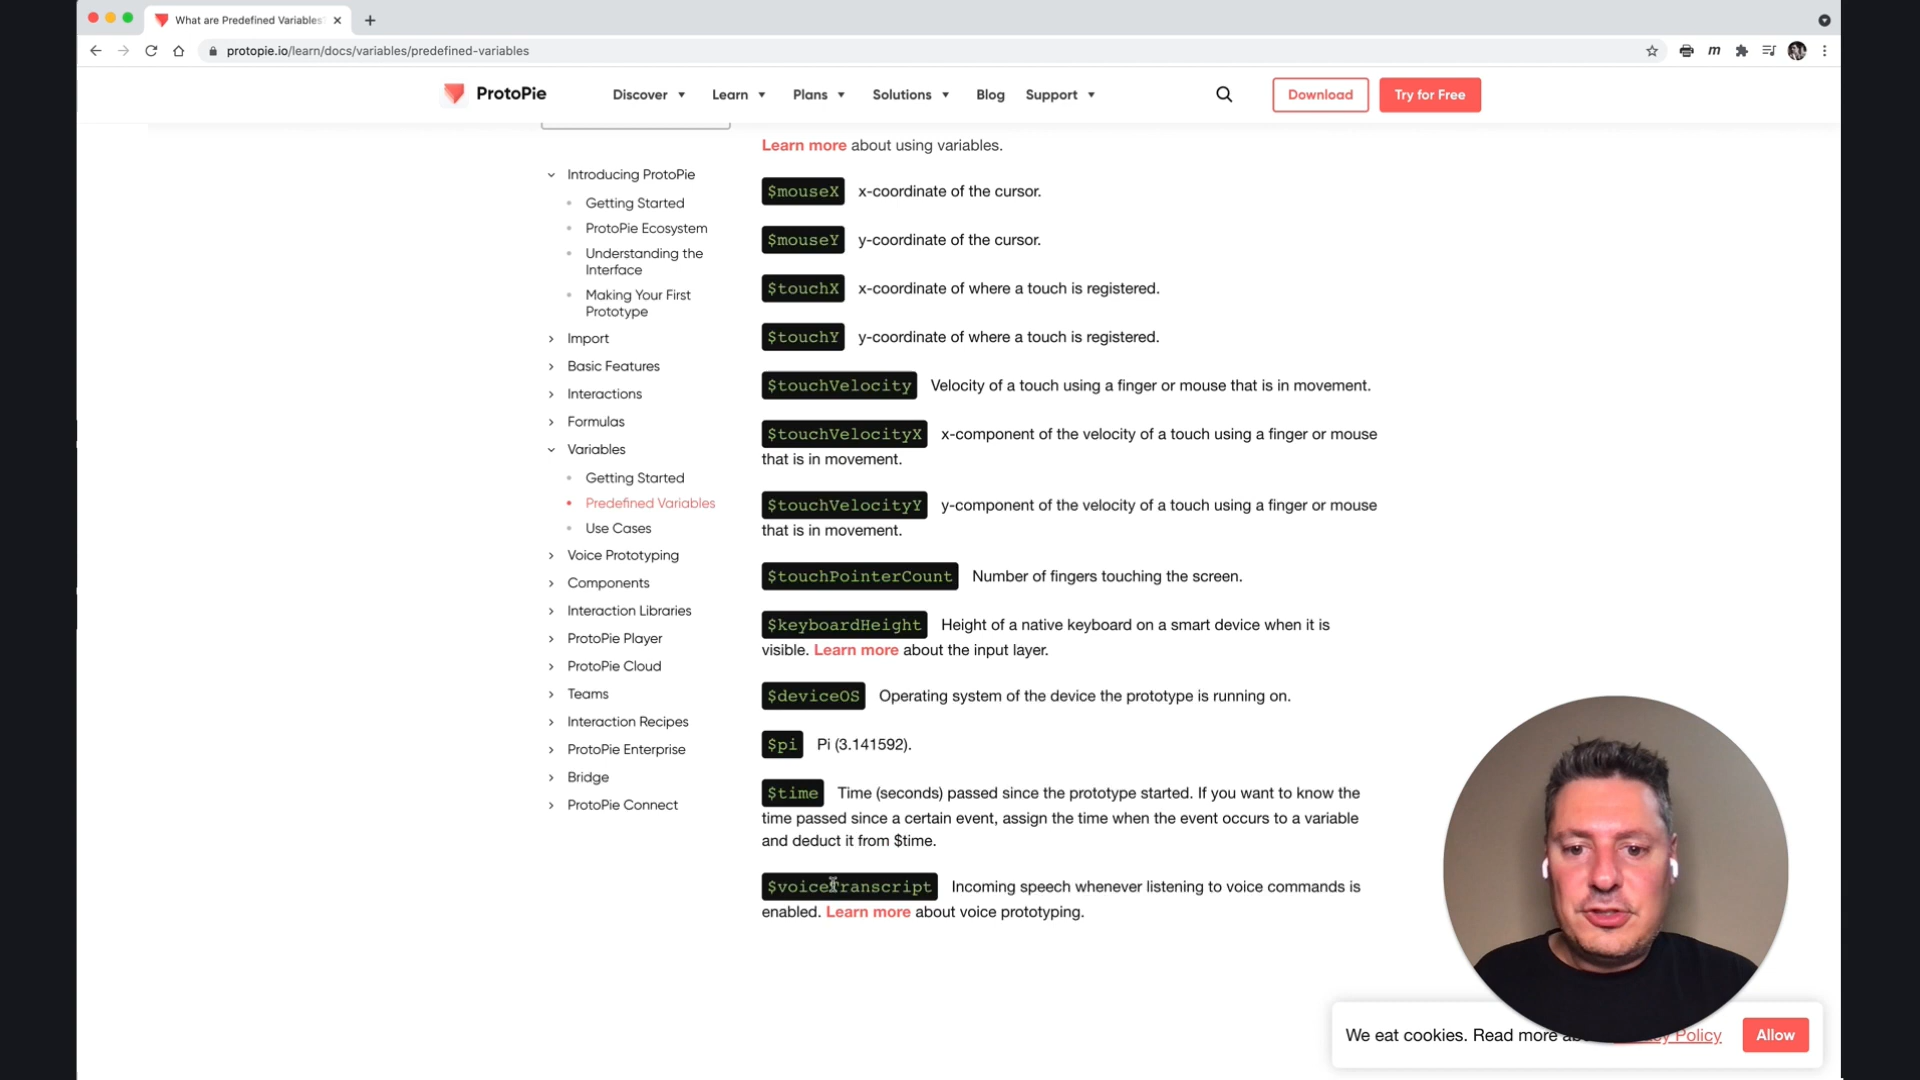 What are Predefined Variables
protopie.io/learn/docs/variables/predefined-variables
m
ProtoPie
Discover
Learn
Plans
Solutions
Blog
Support
Download
Try for Free
Introducing ProtoPie
Getting Started
ProtoPie Ecosystem
Understanding the
Interface
Making Your First
Prototype
Import
Basic Features
Interactions
Formulas
Variables
Getting Started
Predefined Variables
Use Cases
Voice Prototyping
Components
Interaction Libraries
ProtoPie Player
ProtoPie Cloud
Teams
Interaction Recipes
ProtoPie Enterprise
Bridge
ProtoPie Connect
Learn more about using variables.
$mouseX x-coordinate of the cursor.
$mouseY y-coordinate of the cursor.
$touchX x-coordinate of where a touch is registered.
$touchY y-coordinate of where a touch is registered.
$touchVelocity Velocity of a touch using a finger or mouse that is in movement.
$touchVelocityX x-component of the velocity of a touch using a finger or mouse
that is in movement.
$touchVelocityY y-component of the velocity of a touch using a finger or mouse
that is in movement.
$touchPointerCount Number of fingers touching the screen.
$keyboardHeight Height of a native keyboard on a smart device when it is
visible. Learn more about the input layer.
$deviceOS Operating system of the device the prototype is running on.
$pi Pi (3.141592).
$time Time (seconds) passed since the prototype started. If you want to know the
time passed since a certain event, assign the time when the event occurs to a variable
and deduct it from $time.
$voiceTranscript Incoming speech whenever listening to voice commands is
enabled. Learn more about voice prototyping.
We eat cookies. Read more Policy
Allow